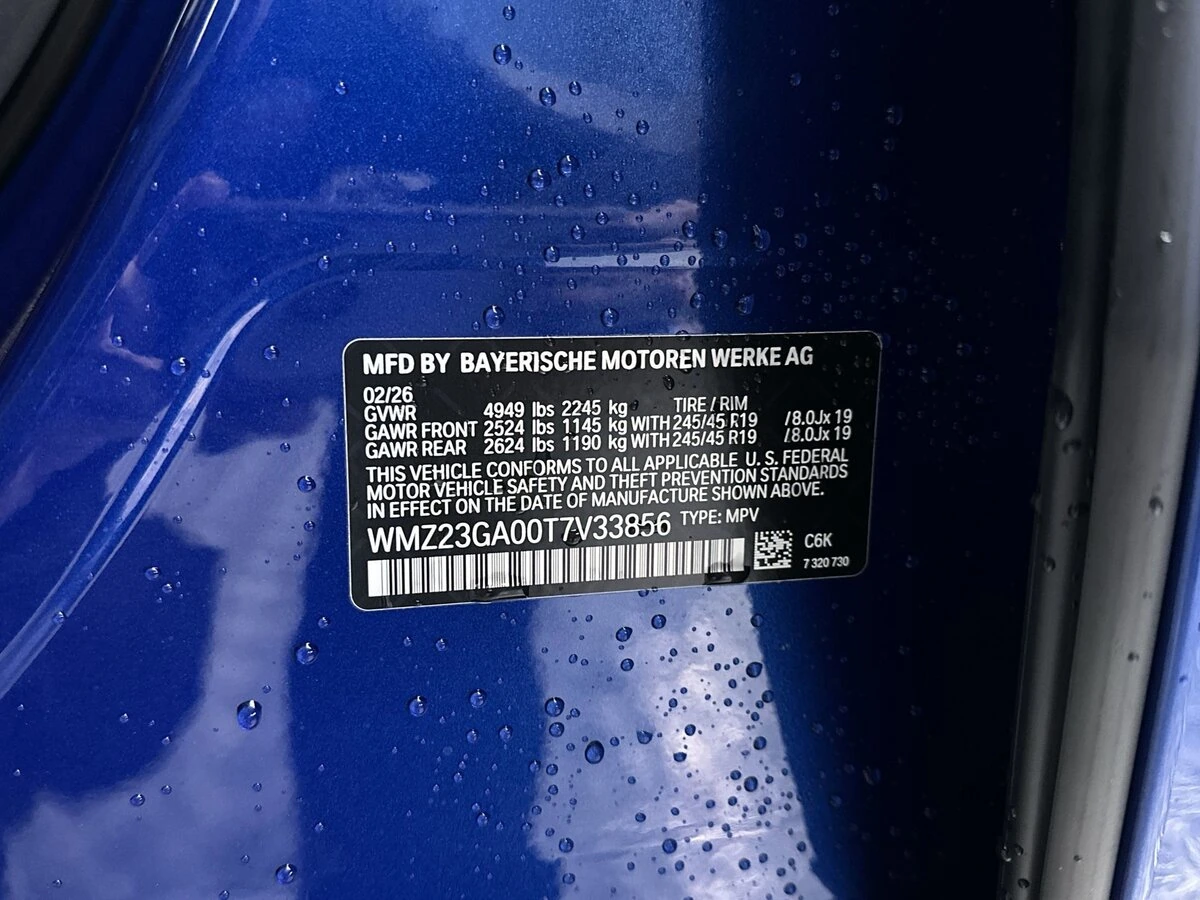 MFD BY BAYERISCHE MOTOREN WERKE AG
02/26
GVWR 4949 lbs 2245 kg TIRE / RIM
GAWR FRONT 2524 lbs 1145 kg WITH 245/45 R19 /8.0Jx 19
GAWR REAR 2624 lbs 1190 kg WITH 245/45 R19 /8.0Jx 19
THIS VEHICLE CONFORMS TO ALL APPLICABLE U. S. FEDERAL
MOTOR VEHICLE SAFETY AND THEFT PREVENTION STANDARDS
IN EFFECT ON THE DATE OF MANUFACTURE SHOWN ABOVE.
WMZ23GA00T7V33856 TYPE: MPV
C6K
7 320 730